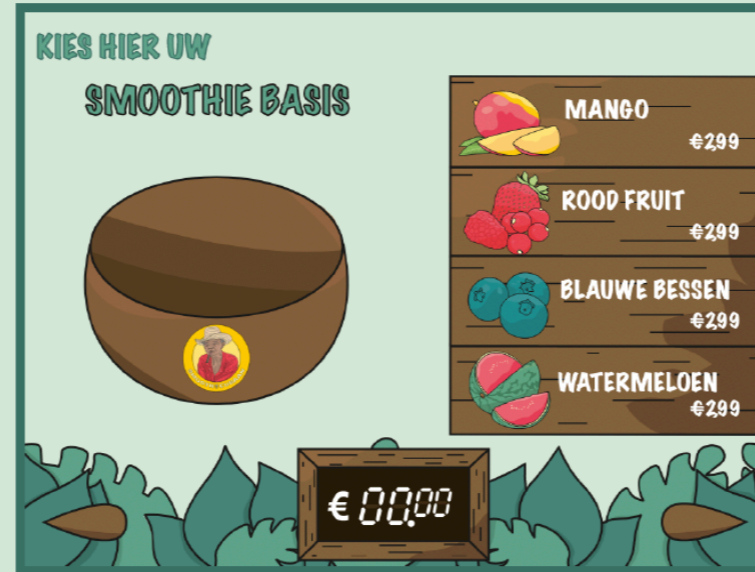 KIES HIER UW
SMOOTHIE BASIS
MANGO
€2,99
ROOD FRUIT
€2,99
BLAUWE BESSEN
€2,99
WATERMELOEN
€2,99
€ 00.00